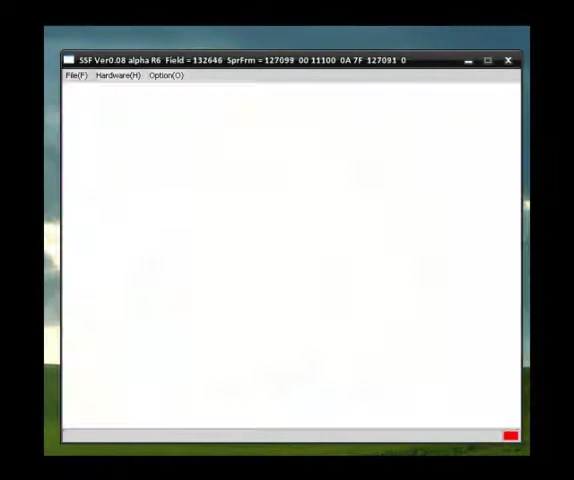 SSF Ver0.08 alpha R6 Field = 132646 SprFrm = 127099 00 11100 0A 7F 127091 0
File(F) Hardware(H) Option(O)